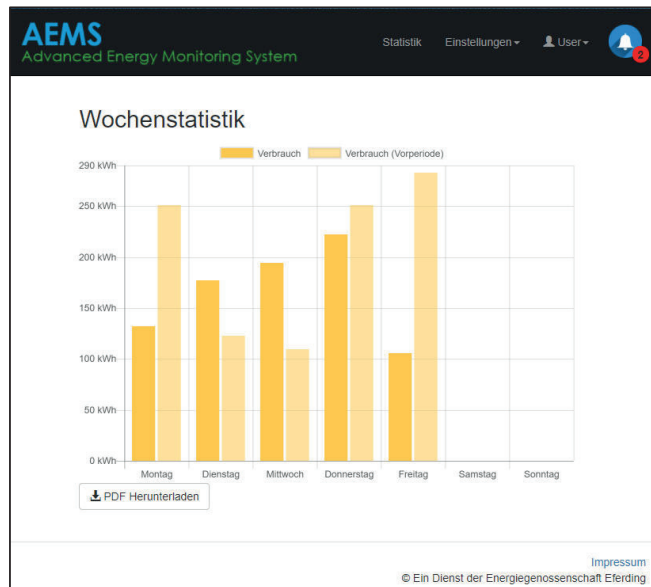 AEMS
Advanced Energy Monitoring System
Statistik Einstellungen User 2
Wochenstatistik
Verbrauch Verbrauch (Vorperiode)
290 kWh
250 kWh
200 kWh
150 kWh
100 kWh
50 kWh
0 kWh
Montag Dienstag Mittwoch Donnerstag Freitag Samstag Sonntag
PDF Herunterladen
Impressum
© Ein Dienst der Energiegenossenschaft Eferding